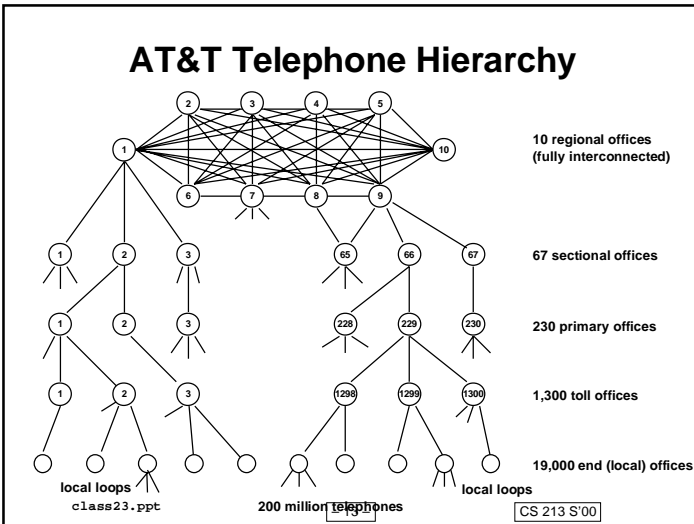 AT&T Telephone Hierarchy
2 3 4 5
1 10
10 regional offices
(fully interconnected)
6 7 8 9
1 2 3 65 66 67
67 sectional offices
1 2 3 228 229 230
230 primary offices
1 2 3 1298 1299 1300
1,300 toll offices
19,000 end (local) offices
local loops
local loops
class23.ppt
200 million telephones
– 13 –
CS 213 S'00